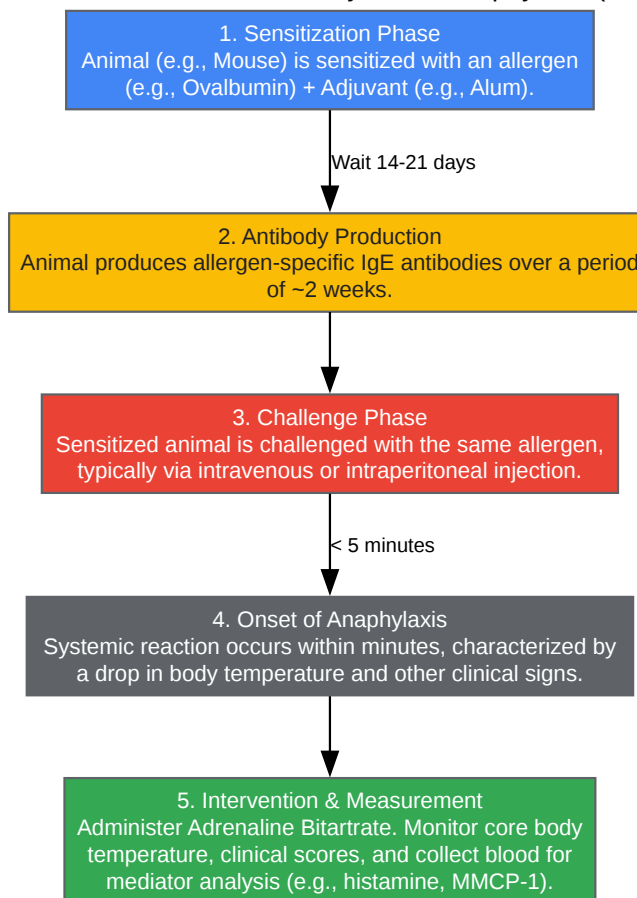 1. Sensitization Phase
Animal (e.g., Mouse) is sensitized with an allergen
(e.g., Ovalbumin) + Adjuvant (e.g., Alum).
Wait 14-21 days
2. Antibody Production
Animal produces allergen-specific IgE antibodies over a period
of ~2 weeks.
3. Challenge Phase
Sensitized animal is challenged with the same allergen,
typically via intravenous or intraperitoneal injection.
< 5 minutes
4. Onset of Anaphylaxis
Systemic reaction occurs within minutes, characterized by
a drop in body temperature and other clinical signs.
5. Intervention & Measurement
Administer Adrenaline Bitartrate. Monitor core body
temperature, clinical scores, and collect blood for
mediator analysis (e.g., histamine, MMCP-1).